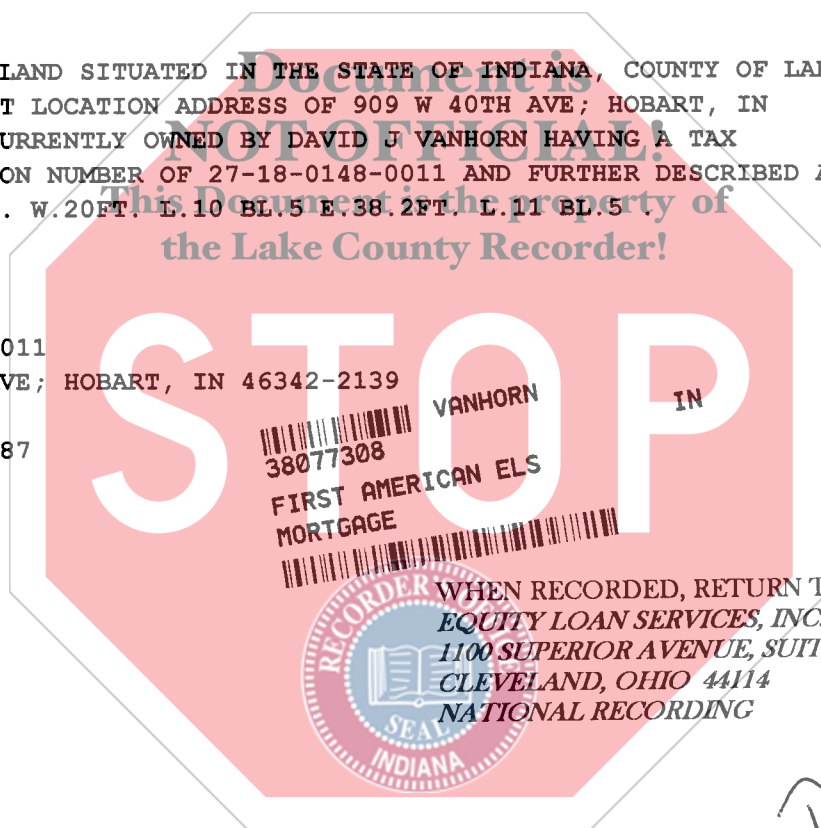 Document is
LAND SITUATED IN THE STATE OF INDIANA, COUNTY OF LA
T LOCATION ADDRESS OF 909 W 40TH AVE; HOBART, IN
URRENTLY OWNED BY DAVID J VANHORN HAVING A TAX
NOT OFFICIAL!
ON NUMBER OF 27-18-0148-0011 AND FURTHER DESCRIBED A
This Document is the property of
. W.20FT. L.10 BL.5 E.38.2FT. L.11 BL.5 .
the Lake County Recorder!
011
VE; HOBART, IN 46342-2139
STOP
VANHORN IN
87
38077308
FIRST AMERICAN ELS
MORTGAGE
WHEN RECORDED, RETURN T
EQUITY LOAN SERVICES, INC.
1100 SUPERIOR AVENUE, SUIT
CLEVELAND, OHIO 44114
NATIONAL RECORDING
RECORDER OFFICE
SEAL
INDIANA